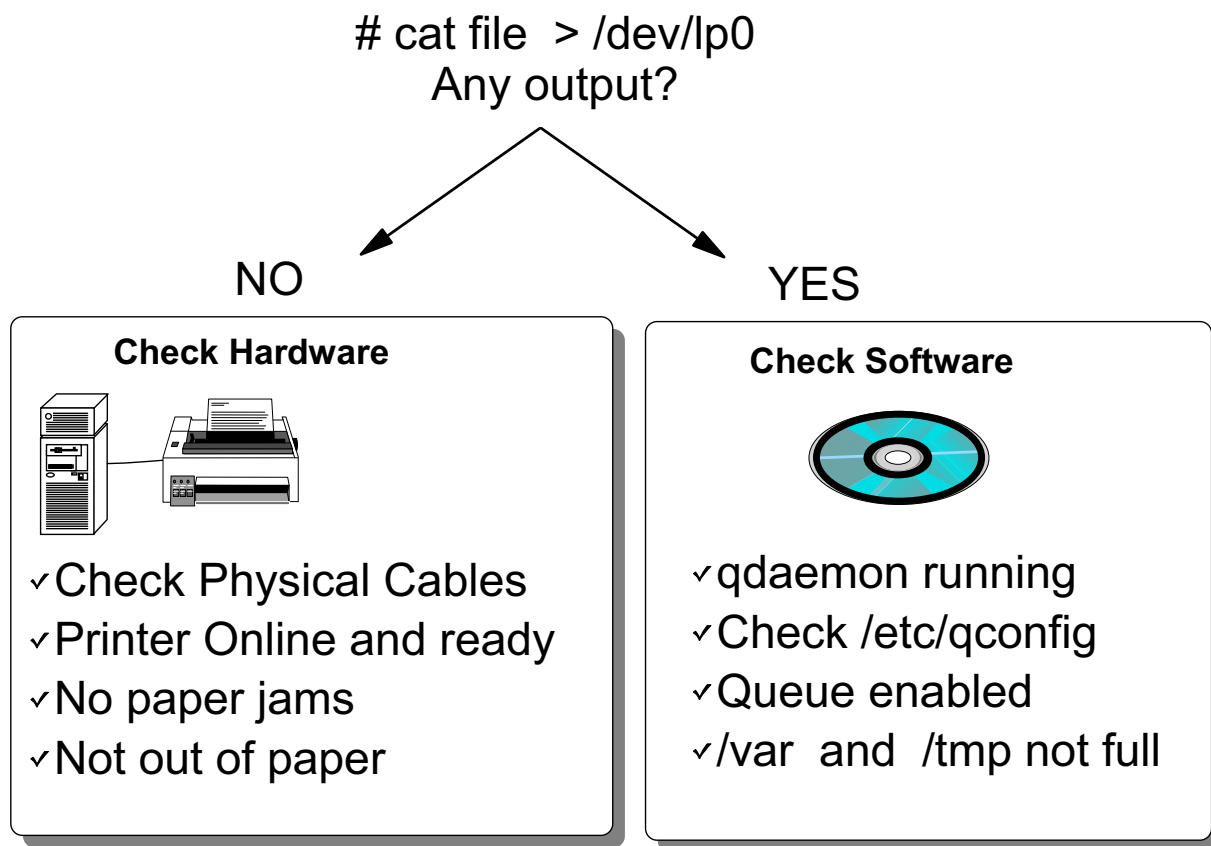 # cat file > /dev/lp0
Any output?
NO
YES
Check Hardware
✓Check Physical Cables
✓Printer Online and ready
✓No paper jams
✓Not out of paper
Check Software
✓qdaemon running
✓Check /etc/qconfig
✓Queue enabled
✓/var and /tmp not full